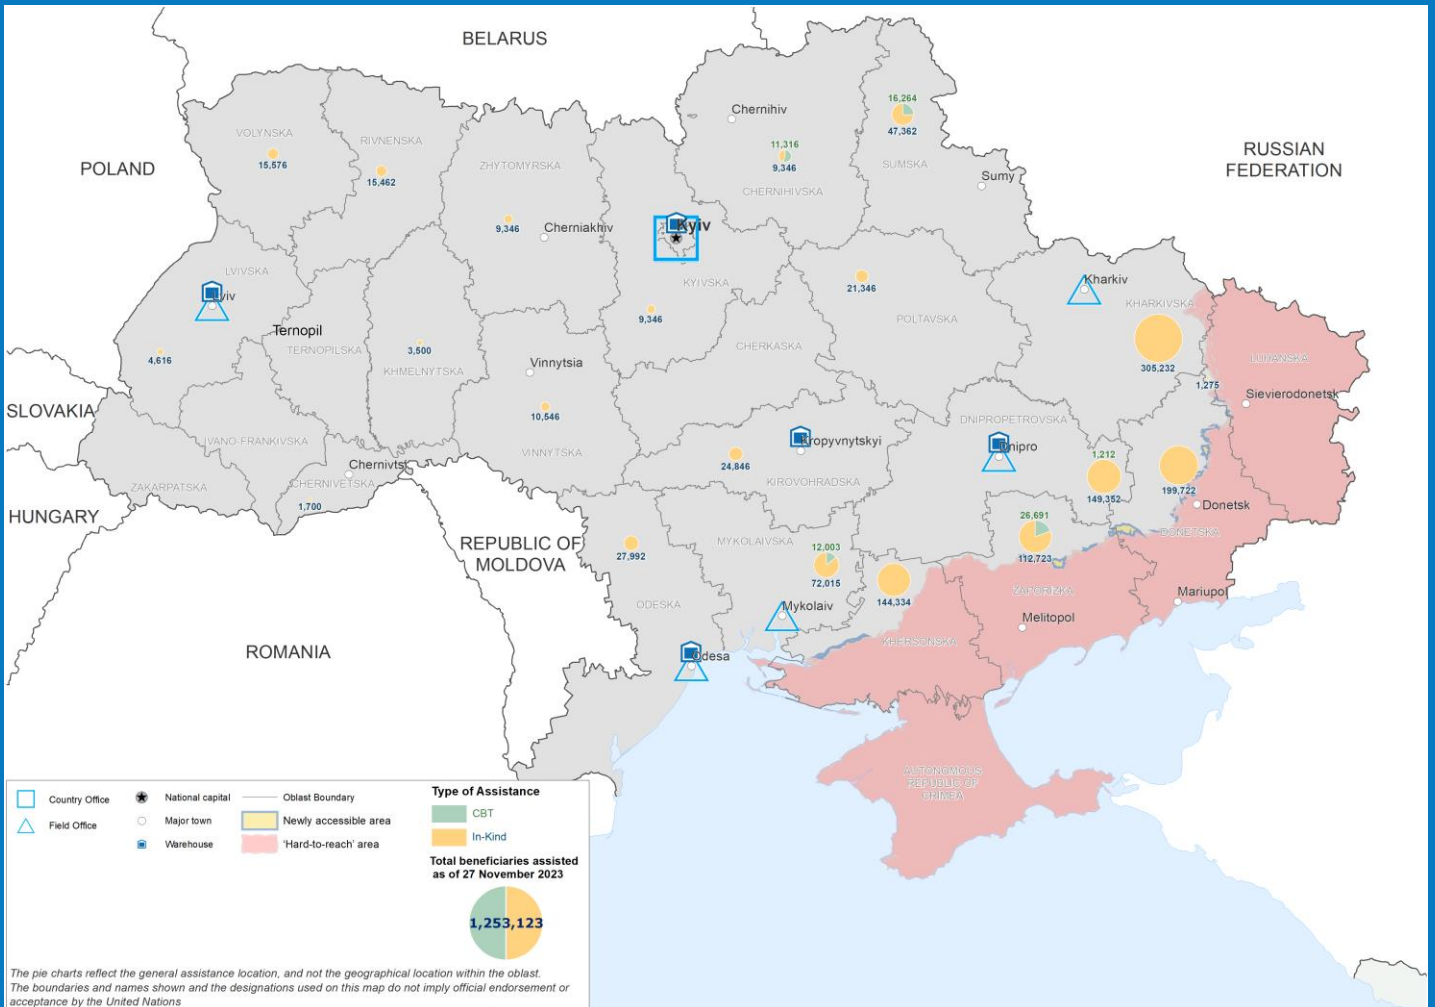 BELARUS
POLAND
RUSSIAN
FEDERATION
SLOVAKIA
HUNGARY
REPUBLIC OF
MOLDOVA
ROMANIA
VOLYNSKA
15,576
RIVNENSKA
15,462
ZHYTOMYRSKA
9,346
Cherniakhiv
Chernihiv
11,316
9,346
CHERNIHIVSKA
16,264
47,362
SUMSKA
Sumy
Kyiv
KYIVSKA
9,346
LVIVSKA
Lviv
4,616
Ternopil
TERNOPILSKA
3,500
KHMELNYTSKA
Vinnytsia
10,546
VINNYTSKA
CHERKASKA
21,346
POLTAVSKA
Kharkiv
KHARKIVSKA
305,232
LUHANSKA
1,275
Sievierodonetsk
IVANO-FRANKIVSKA
ZAKARPATSKA
Chernivtsi
CHERNIVETSKA
1,700
Kropyvnytskyi
24,846
KIROVOHRADSKA
DNIPROPETROVSKA
Dnipro
1,212
149,352
199,722
Donetsk
DONETSKA
26,691
112,723
ZAPORIZKA
MYKOLAIVSKA
12,003
72,015
Mykolaiv
27,992
ODESKA
Odesa
144,334
KHERSONSKA
Melitopol
Mariupol
AUTONOMOUS
REPUBLIC OF
CRIMEA
Country Office
Field Office
National capital
Major town
Warehouse
Oblast Boundary
Newly accessible area
'Hard-to-reach' area
Type of Assistance
CBT
In-Kind
Total beneficiaries assisted
as of 27 November 2023
1,253,123
The pie charts reflect the general assistance location, and not the geographical location within the oblast.
The boundaries and names shown and the designations used on this map do not imply official endorsement or
acceptance by the United Nations